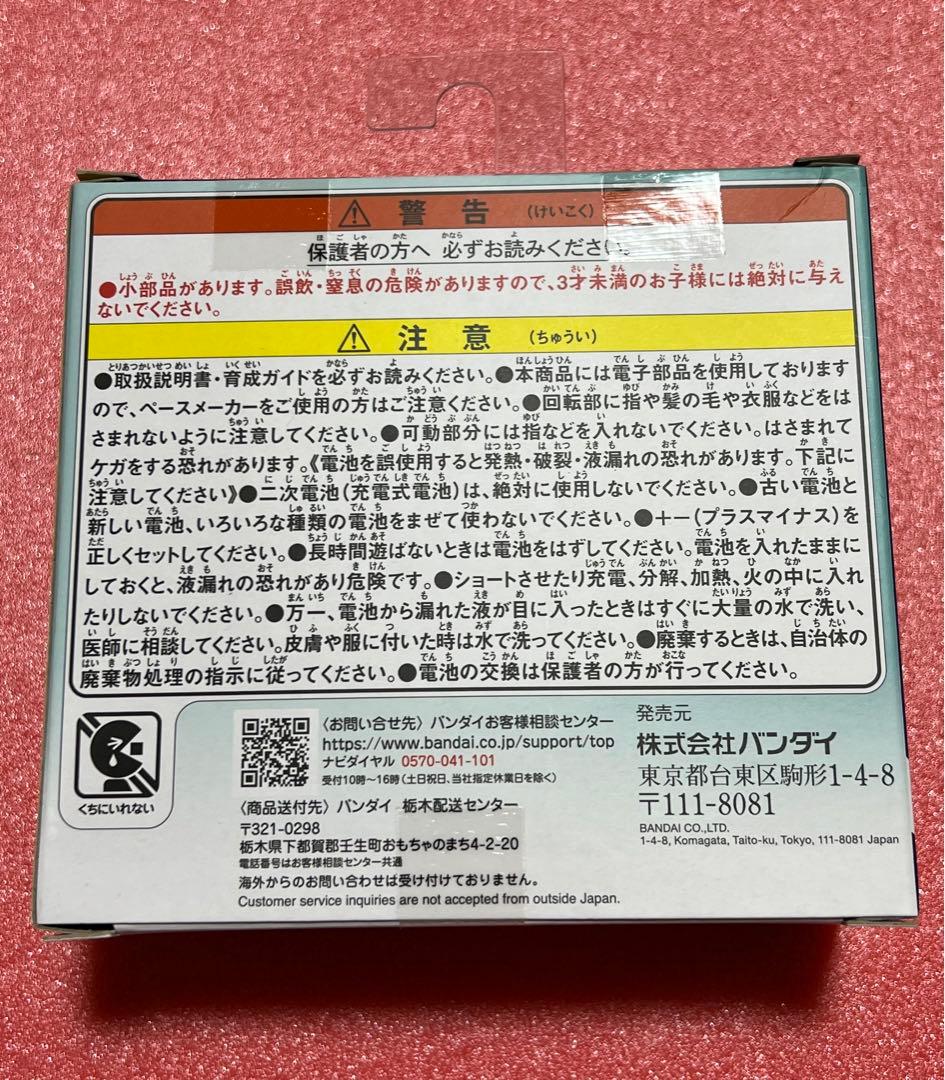 ⚠ 警告 (けいこく)
保護者の方へ 必ずお読みください。
●小部品があります。誤飲・窒息の危険がありますので、3才未満のお子様には絶対に与え
ないでください。
⚠ 注意 (ちゅうい)
●取扱説明書・育成ガイドを必ずお読みください。●本商品には電子部品を使用しております
ので、ペースメーカーをご使用の方はご注意ください。●回転部に指や髪の毛や衣服などをは
さまれないように注意してください。●可動部分には指などを入れないでください。はさまれて
ケガをする恐れがあります。《電池を誤使用すると発熱・破裂・液漏れの恐れがあります。下記に
注意してください》●二次電池(充電式電池)は、絶対に使用しないでください。●古い電池と
新しい電池、いろいろな種類の電池をまぜて使わないでください。●+-(プラスマイナス)を
正しくセットしてください。●長時間遊ばないときは電池をはずしてください。電池を入れたままに
しておくと、液漏れの恐れがあり危険です。●ショートさせたり充電、分解、加熱、火の中に入れ
たりしないでください。●万一、電池から漏れた液が目に入ったときはすぐに大量の水で洗い、
医師に相談してください。皮膚や服に付いた時は水で洗ってください。●廃棄するときは、自治体の
廃棄物処理の指示に従ってください。●電池の交換は保護者の方が行ってください。
くちにいれない
〈お問い合せ先〉バンダイお客様相談センター
https://www.bandai.co.jp/support/top
ナビダイヤル 0570-041-101
受付10時~16時(土日祝日、当社指定休業日を除く)
〈商品送付先〉バンダイ 栃木配送センター
〒321-0298
栃木県下都賀郡壬生町おもちゃのまち4-2-20
電話番号はお客様相談センター共通
海外からのお問い合わせは受け付けておりません。
Customer service inquiries are not accepted from outside Japan.
発売元
株式会社バンダイ
東京都台東区駒形1-4-8
〒111-8081
BANDAI CO.,LTD.
1-4-8, Komagata, Taito-ku, Tokyo, 111-8081 Japan